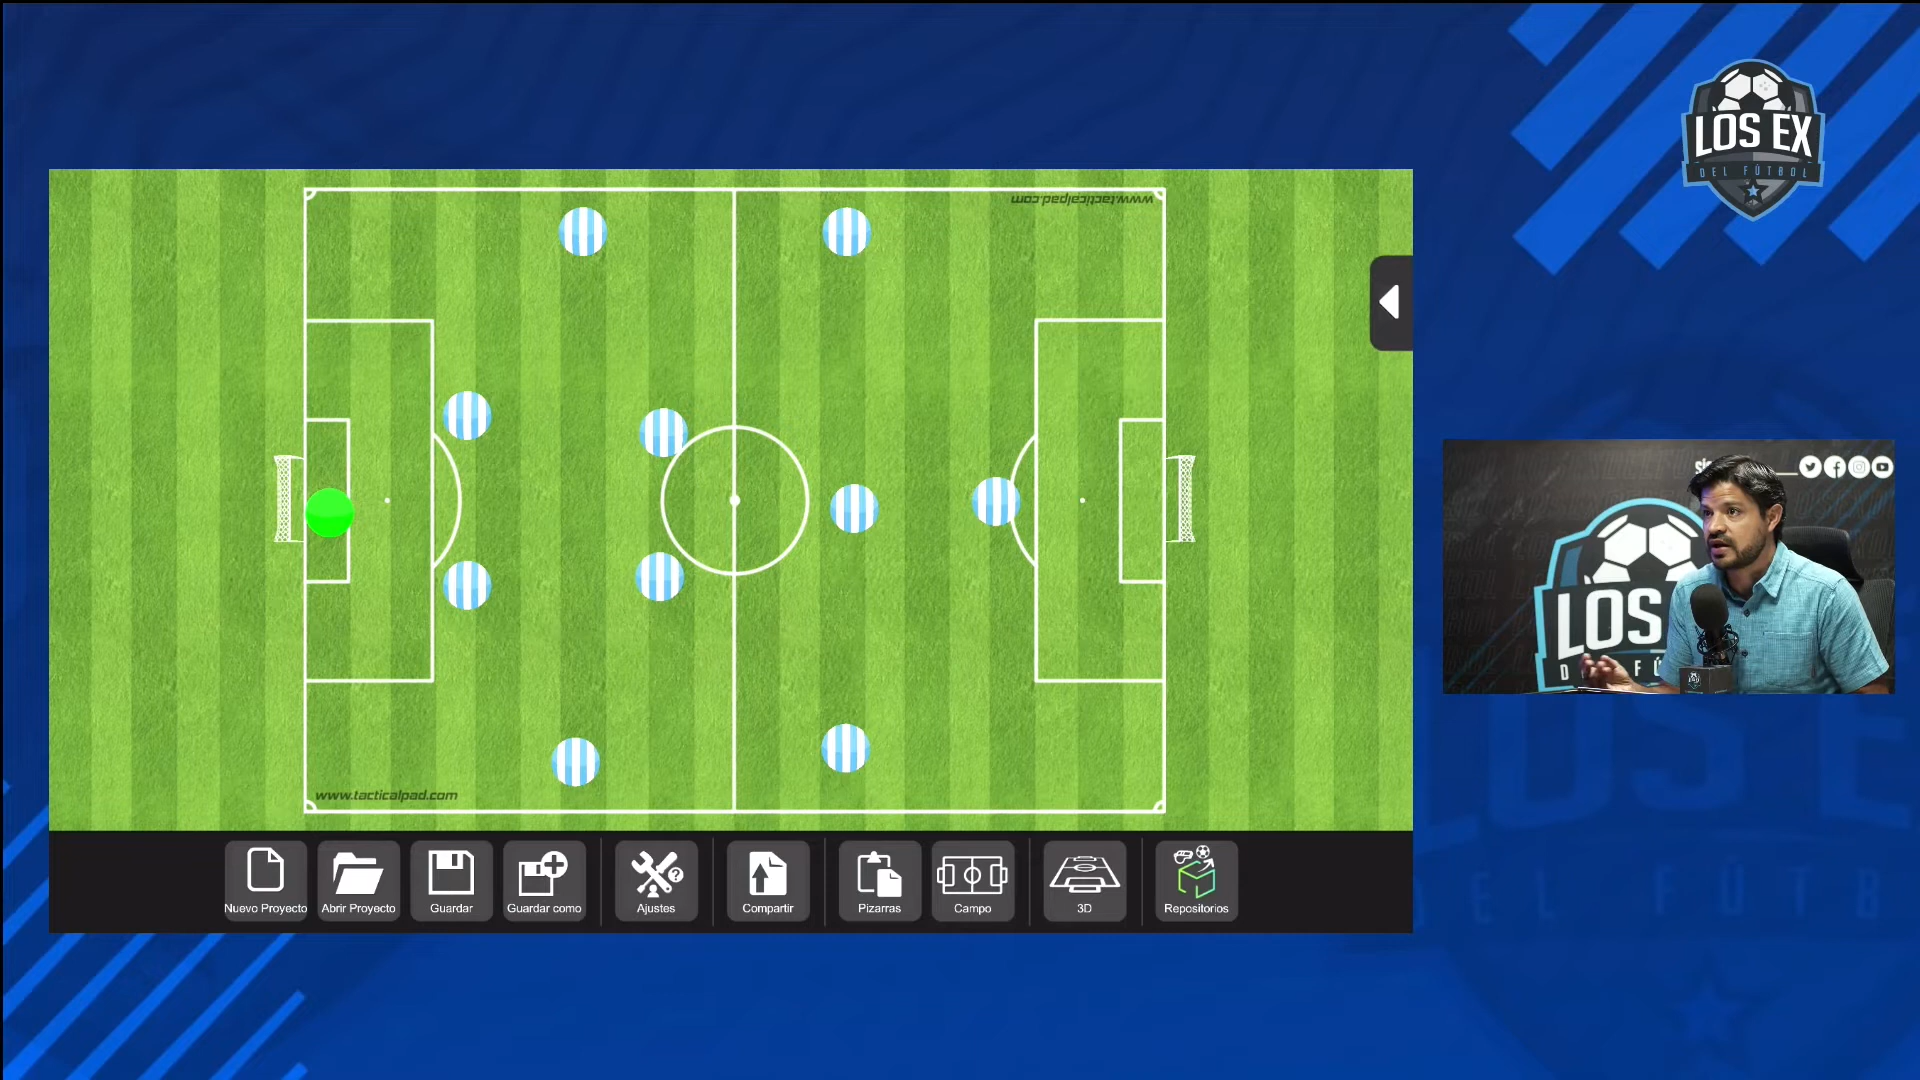 LOS EX
DEL FÚTBOL
www.tacticalpad.com
www.tacticalpad.com
LOS
Nuevo Proyecto
Abrir Proyecto
Guardar
Guardar como
Ajustes
Compartir
Pizarras
Campo
3D
Repositorios